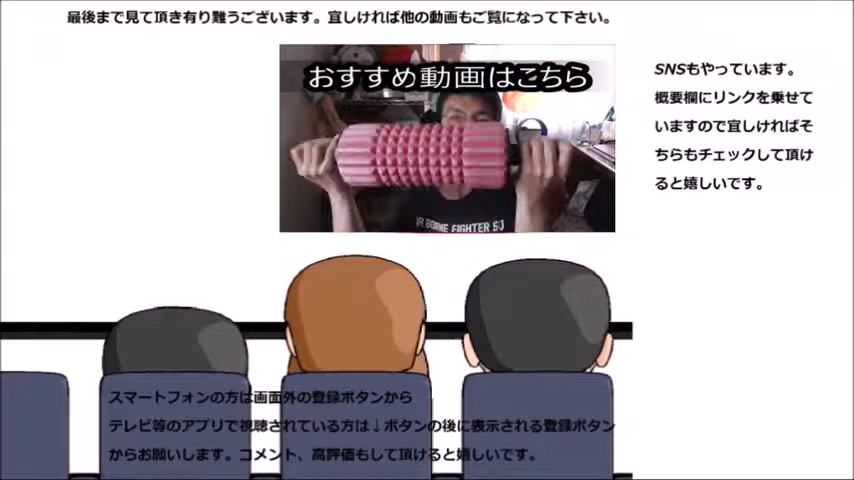 最後まで見て頂き有り難うございます。宜しければ他の動画もご覧になって下さい。
おすすめ動画はこちら
SNSもやっています。
概要欄にリンクを乗せて
いますので宜しければそ
ちらもチェックして頂け
ると嬉しいです。
FIGHTER
スマートフォンの方は画面外の登録ボタンから
テレビ等のアプリで視聴されている方は↓ボタンの後に表示される登録ボタン
からお願いします。コメント、高評価もして頂けると嬉しいです。